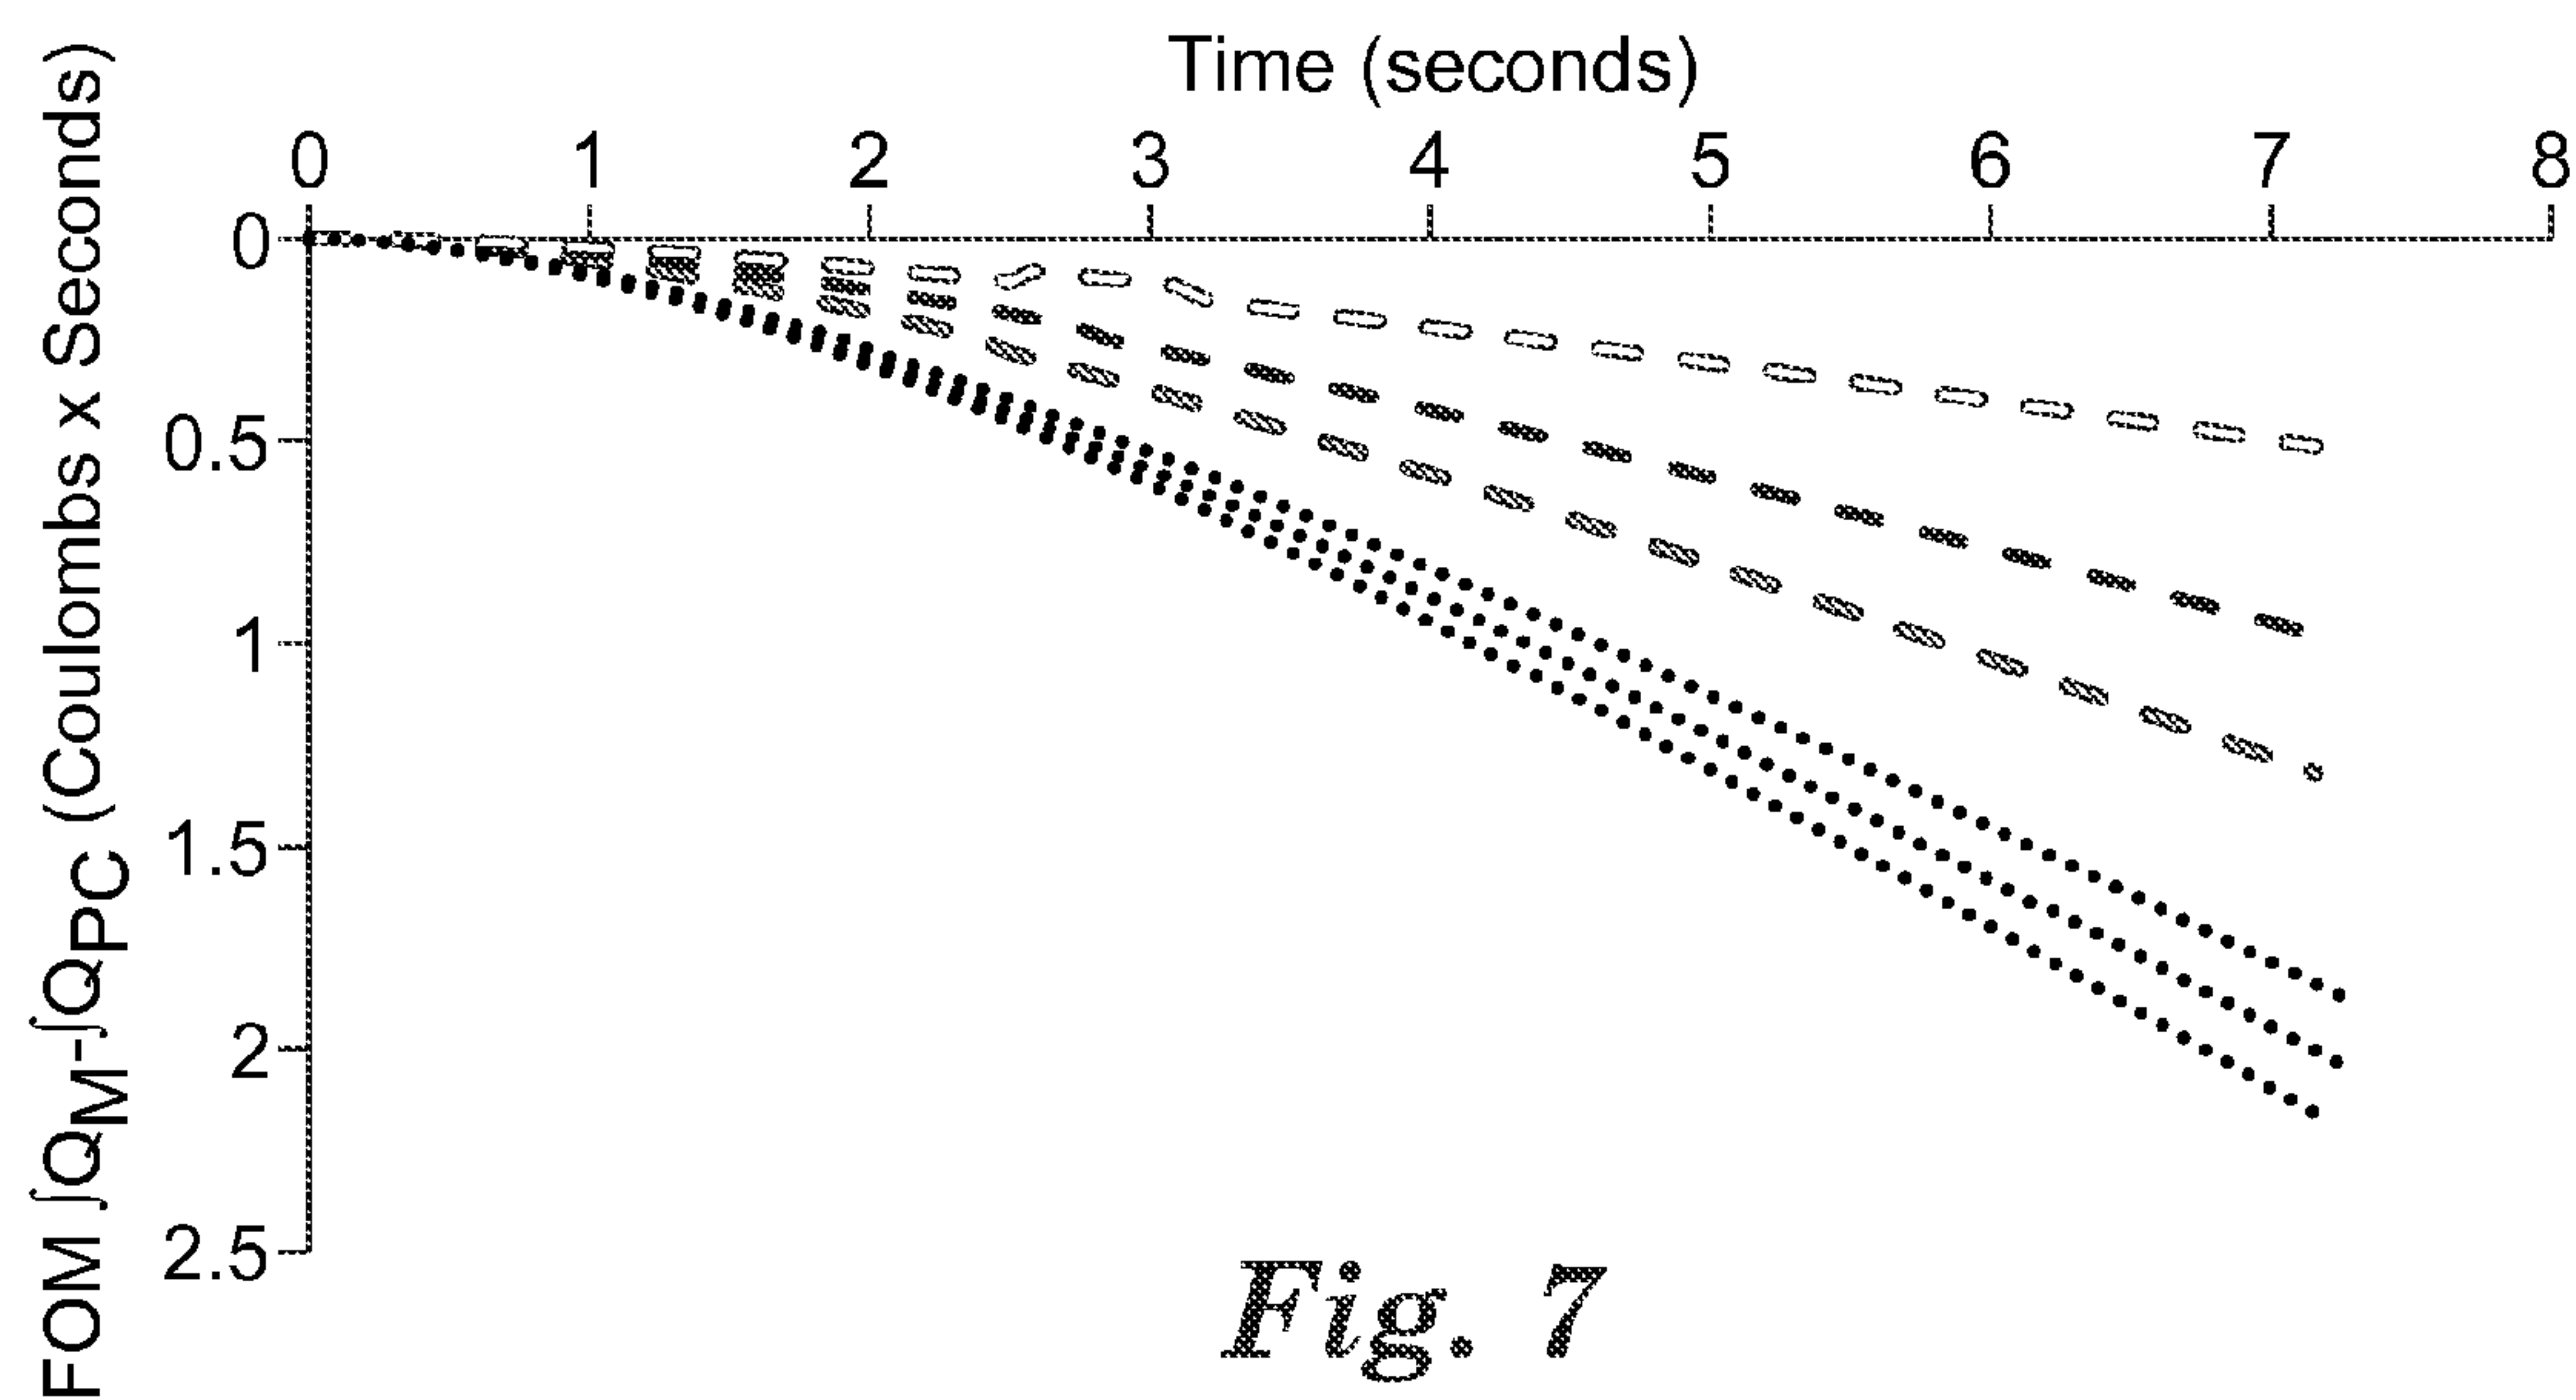 Time (seconds)
0 1 2 3 4 5 6 7 8
0
0.5
1
1.5
2
2.5
FOM ∫QM-∫QPC (Coulombs x Seconds)
Fig. 7